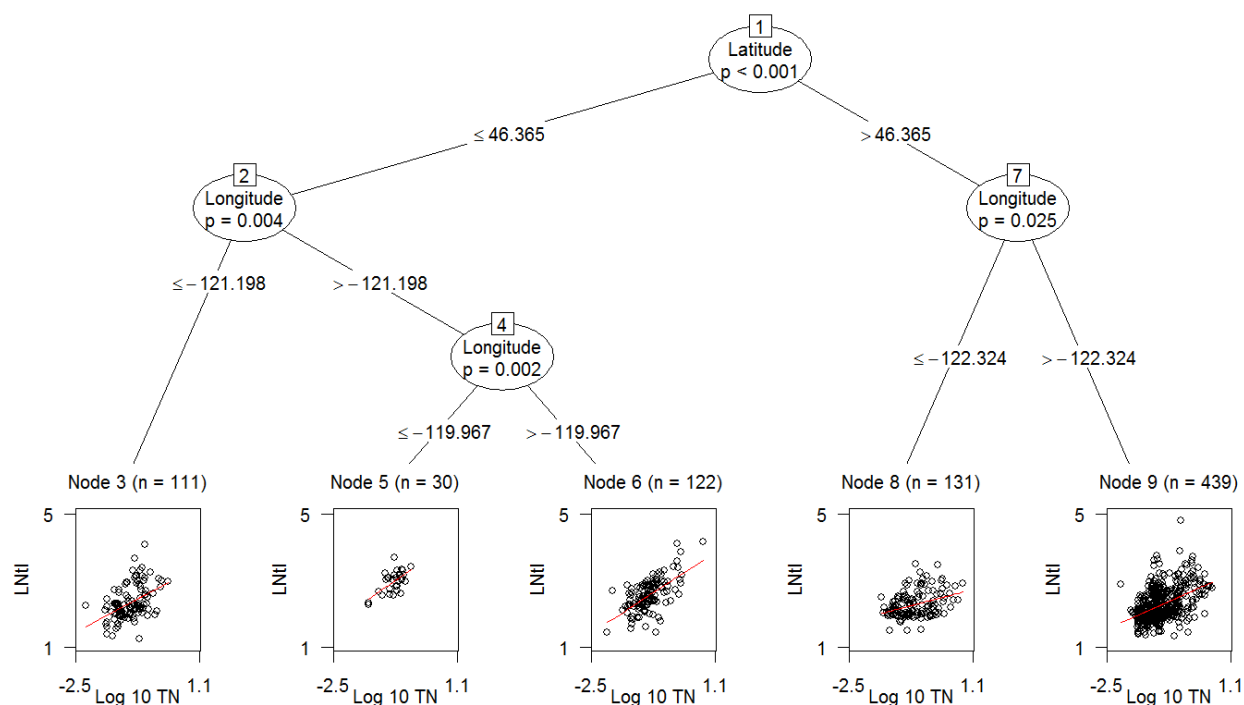 1
Latitude
p < 0.001
≤ 46.365
> 46.365
2
Longitude
p = 0.004
7
Longitude
p = 0.025
≤ −121.198
> −121.198
4
Longitude
p = 0.002
≤ −122.324
> −122.324
≤ −119.967
> −119.967
Node 3 (n = 111)
Node 5 (n = 30)
Node 6 (n = 122)
Node 8 (n = 131)
Node 9 (n = 439)
5
LNtl
1
-2.5
Log 10 TN
1.1
5
LNtl
1
-2.5
Log 10 TN
1.1
5
LNtl
1
-2.5
Log 10 TN
1.1
5
LNtl
1
-2.5
Log 10 TN
1.1
5
LNtl
1
-2.5
Log 10 TN
1.1